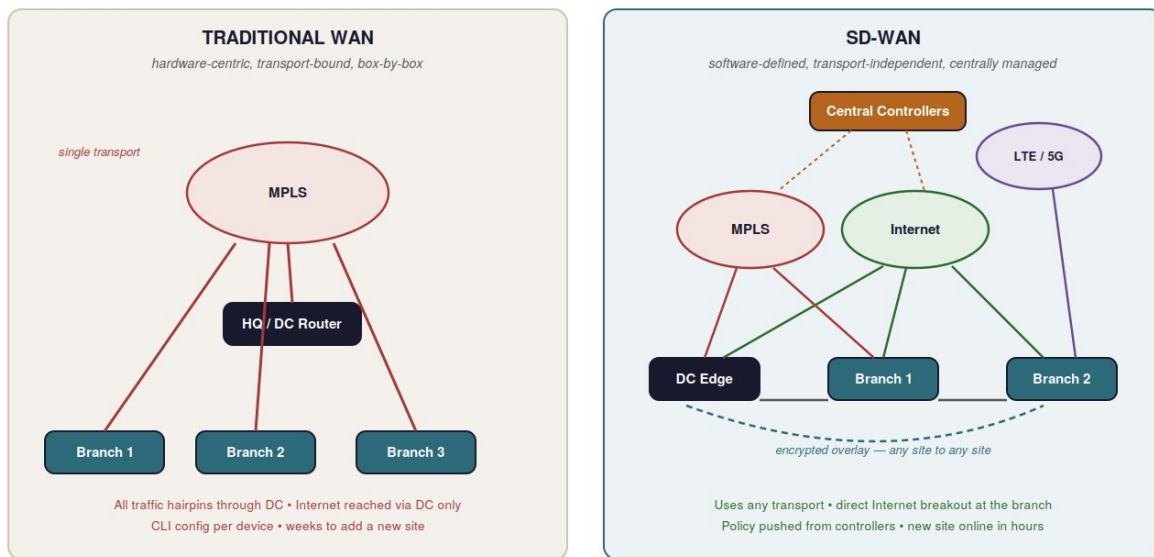 TRADITIONAL WAN
hardware-centric, transport-bound, box-by-box
single transport
MPLS
HQ / DC Router
Branch 1
Branch 2
Branch 3
All traffic hairpins through DC • Internet reached via DC only
CLI config per device • weeks to add a new site
SD-WAN
software-defined, transport-independent, centrally managed
Central Controllers
LTE / 5G
MPLS
Internet
DC Edge
Branch 1
Branch 2
encrypted overlay — any site to any site
Uses any transport • direct Internet breakout at the branch
Policy pushed from controllers • new site online in hours